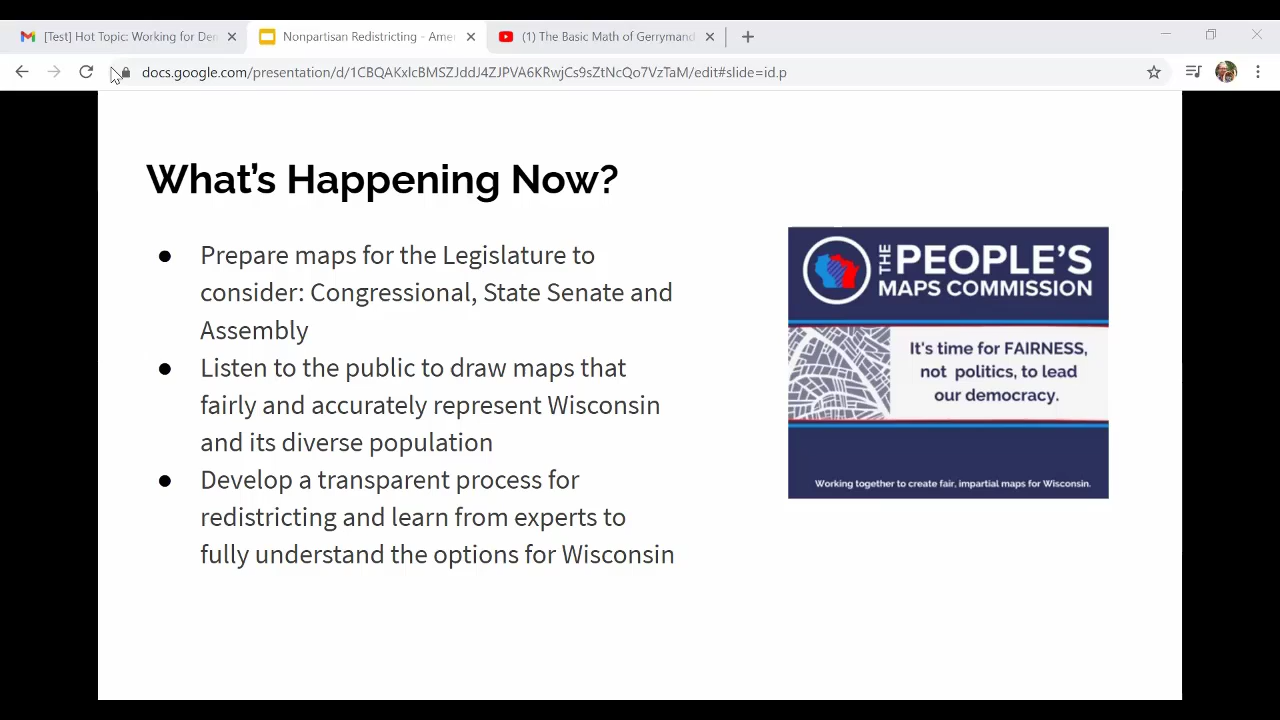 [Test] Hot Topic: Working for Den
Nonpartisan Redistricting - Amer
(1) The Basic Math of Gerrymand
docs.google.com/presentation/d/1CBQAKxlcBMSZJddJ4ZJPVA6KRwjCs9sZtNcQo7VzTaM/edit#slide=id.p
What's Happening Now?
● Prepare maps for the Legislature to
consider: Congressional, State Senate and
Assembly
● Listen to the public to draw maps that
fairly and accurately represent Wisconsin
and its diverse population
● Develop a transparent process for
redistricting and learn from experts to
fully understand the options for Wisconsin
THE PEOPLE'S
MAPS COMMISSION
It's time for FAIRNESS,
not politics, to lead
our democracy.
Working together to create fair, impartial maps for Wisconsin.